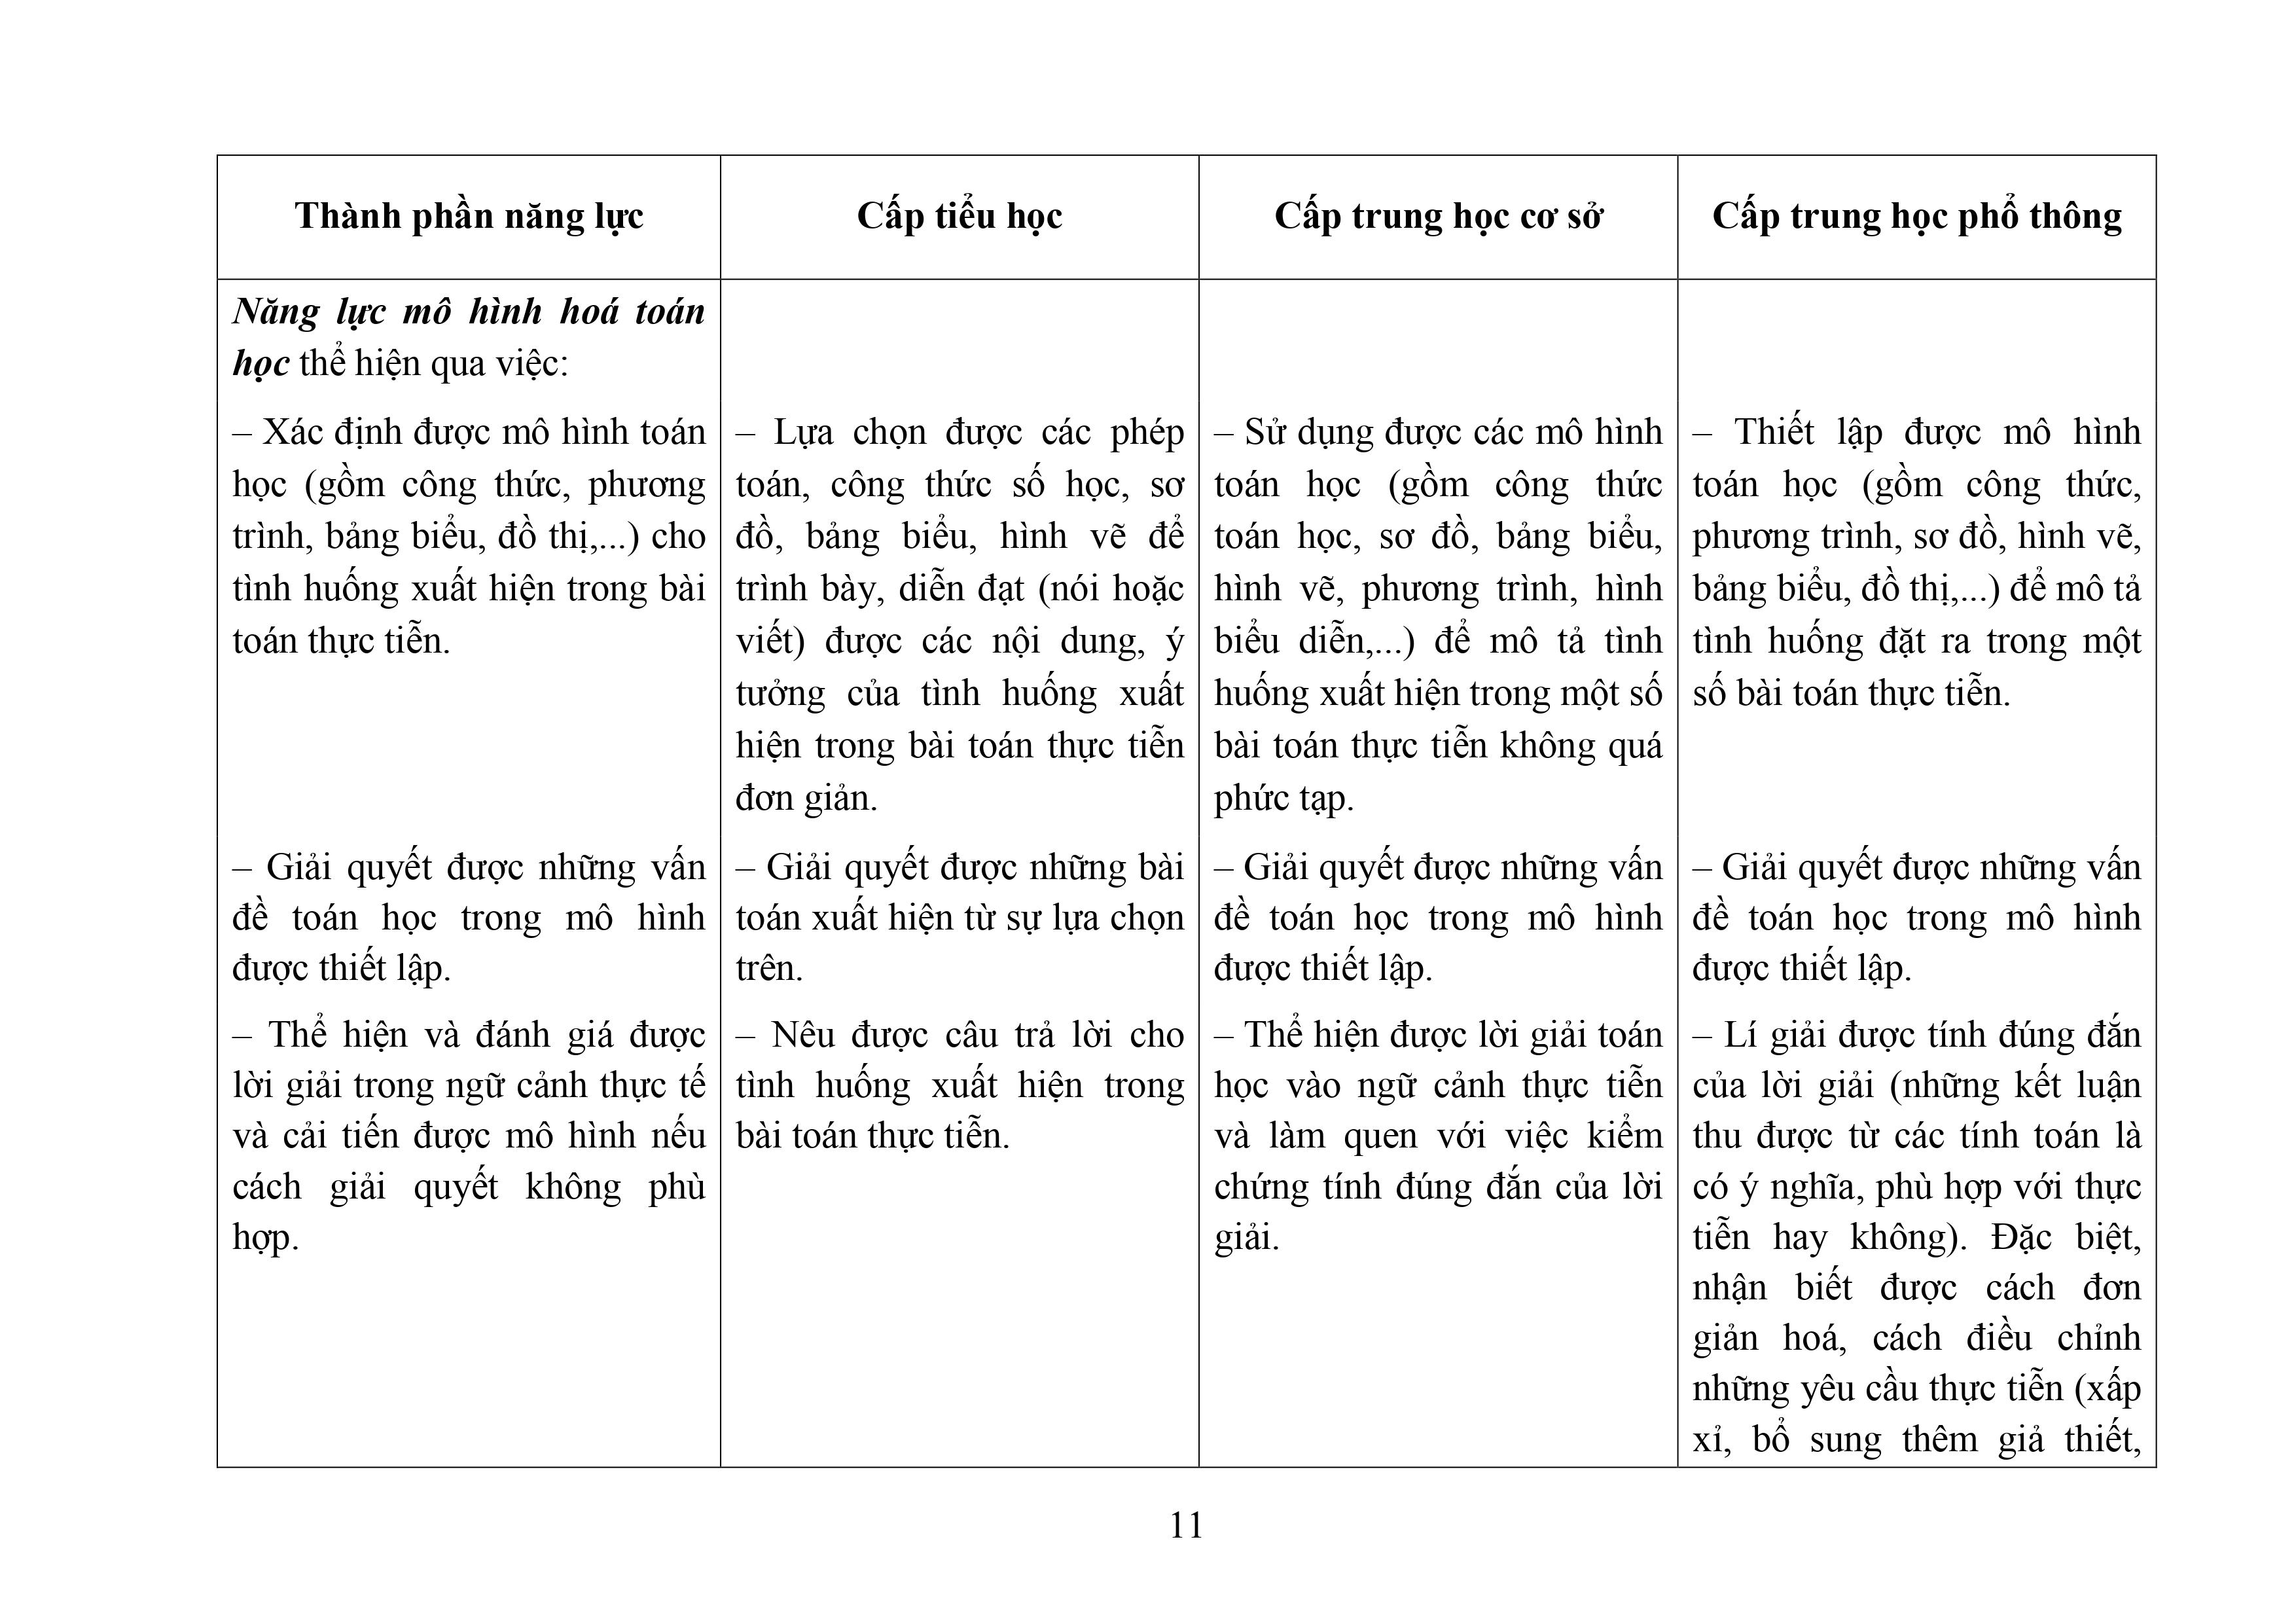 Thành phần năng lực
Cấp tiểu học
Cấp trung học cơ sở
Cấp trung học phổ thông
Năng lực mô hình hoá toán
học thể hiện qua việc:
– Xác định được mô hình toán
học (gồm công thức, phương
trình, bảng biểu, đồ thị,...) cho
tình huống xuất hiện trong bài
toán thực tiễn.
– Lựa chọn được các phép
toán, công thức số học, sơ
đồ, bảng biểu, hình vẽ để
trình bày, diễn đạt (nói hoặc
viết) được các nội dung, ý
tưởng của tình huống xuất
hiện trong bài toán thực tiễn
đơn giản.
– Sử dụng được các mô hình
toán học (gồm công thức
toán học, sơ đồ, bảng biểu,
hình vẽ, phương trình, hình
biểu diễn,...) để mô tả tình
huống xuất hiện trong một số
bài toán thực tiễn không quá
phức tạp.
– Thiết lập được mô hình
toán học (gồm công thức,
phương trình, sơ đồ, hình vẽ,
bảng biểu, đồ thị,...) để mô tả
tình huống đặt ra trong một
số bài toán thực tiễn.
– Giải quyết được những vấn
đề toán học trong mô hình
được thiết lập.
– Giải quyết được những bài
toán xuất hiện từ sự lựa chọn
trên.
– Giải quyết được những vấn
đề toán học trong mô hình
được thiết lập.
– Giải quyết được những vấn
đề toán học trong mô hình
được thiết lập.
– Thể hiện và đánh giá được
lời giải trong ngữ cảnh thực tế
và cải tiến được mô hình nếu
cách giải quyết không phù
hợp.
– Nêu được câu trả lời cho
tình huống xuất hiện trong
bài toán thực tiễn.
– Thể hiện được lời giải toán
học vào ngữ cảnh thực tiễn
và làm quen với việc kiểm
chứng tính đúng đắn của lời
giải.
– Lí giải được tính đúng đắn
của lời giải (những kết luận
thu được từ các tính toán là
có ý nghĩa, phù hợp với thực
tiễn hay không). Đặc biệt,
nhận biết được cách đơn
giản hoá, cách điều chỉnh
những yêu cầu thực tiễn (xấp
xỉ, bổ sung thêm giả thiết,
11